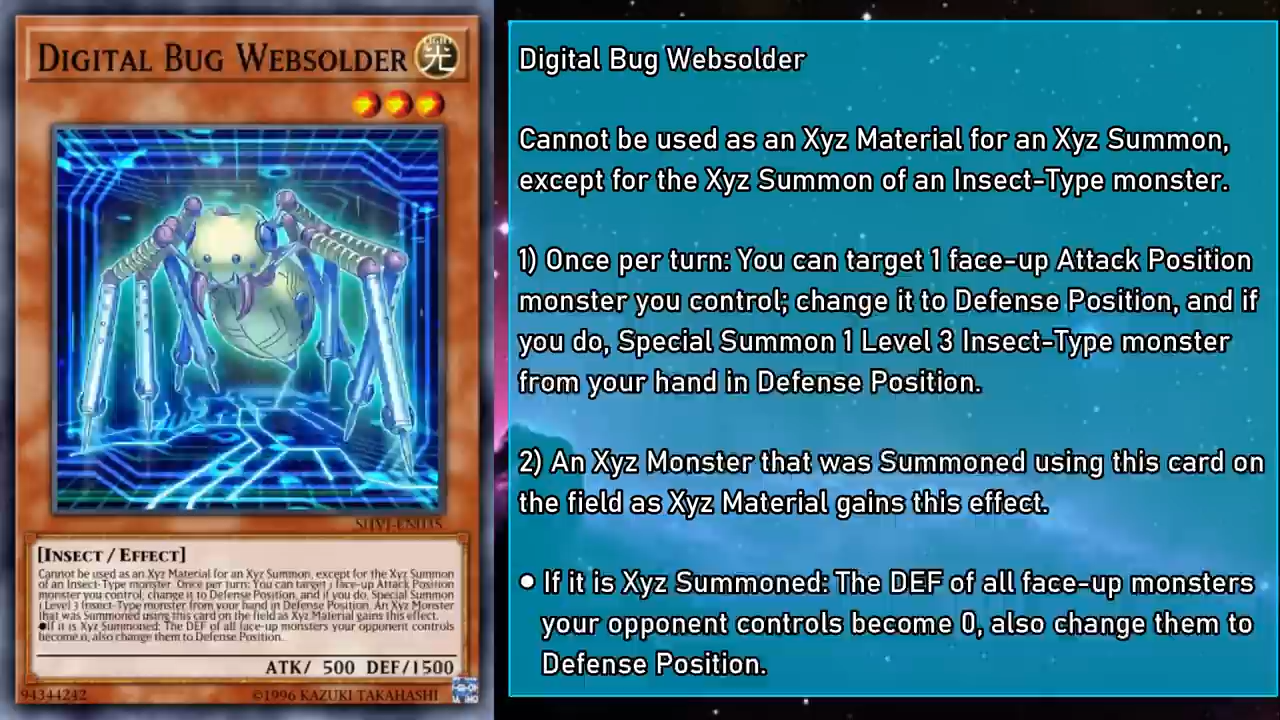 DIGITAL BUG WEBSOLDER
LIGHT
光
SHVI-EN035
[INSECT / EFFECT]
Cannot be used as an Xyz Material for an Xyz Summon, except for the Xyz Summon
of an Insect-Type monster. Once per turn: You can target 1 face-up Attack Position
monster you control; change it to Defense Position, and if you do, Special Summon
1 Level 3 Insect-Type monster from your hand in Defense Position. An Xyz Monster
that was Summoned using this card on the field as Xyz Material gains this effect.
●If it is Xyz Summoned: The DEF of all face-up monsters your opponent controls
become 0, also change them to Defense Position.
ATK/ 500 DEF/1500
94344242
©1996 KAZUKI TAKAHASHI
Digital Bug Websolder
Cannot be used as an Xyz Material for an Xyz Summon,
except for the Xyz Summon of an Insect-Type monster.
1) Once per turn: You can target 1 face-up Attack Position
monster you control; change it to Defense Position, and if
you do, Special Summon 1 Level 3 Insect-Type monster
from your hand in Defense Position.
2) An Xyz Monster that was Summoned using this card on
the field as Xyz Material gains this effect.
• If it is Xyz Summoned: The DEF of all face-up monsters
your opponent controls become 0, also change them to
Defense Position.